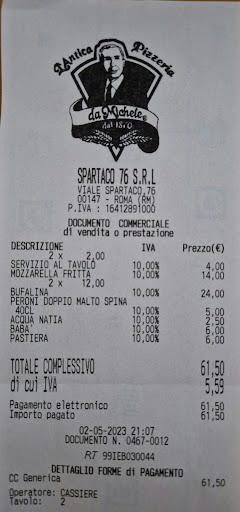 L'Antica Pizzeria
da Michele
dal 1870
SPARTACO 76 S.R.L
VIALE SPARTACO,76
00147 - ROMA (RM)
P.IVA : 16412891000
DOCUMENTO COMMERCIALE
di vendita o prestazione
DESCRIZIONE IVA Prezzo(€)
2 x 2,00
SERVIZIO AL TAVOLO 10,00% 4,00
MOZZARELLA FRITTA 10,00% 14,00
2 x 12,00
BUFALINA 10,00% 24,00
PERONI DOPPIO MALTO SPINA
40CL 10,00% 5,00
ACQUA NATIA 10,00% 2,50
BABA' 10,00% 6,00
PASTIERA 10,00% 6,00
TOTALE COMPLESSIVO 61,50
di cui IVA 5,59
Pagamento elettronico 61,50
Importo pagato 61,50
02-05-2023 21:07
DOCUMENTO N. 0467-0012
RT 99IEB030044
DETTAGLIO FORME di PAGAMENTO
CC Generica 61,50
Operatore: CASSIERE
Tavolo: 2